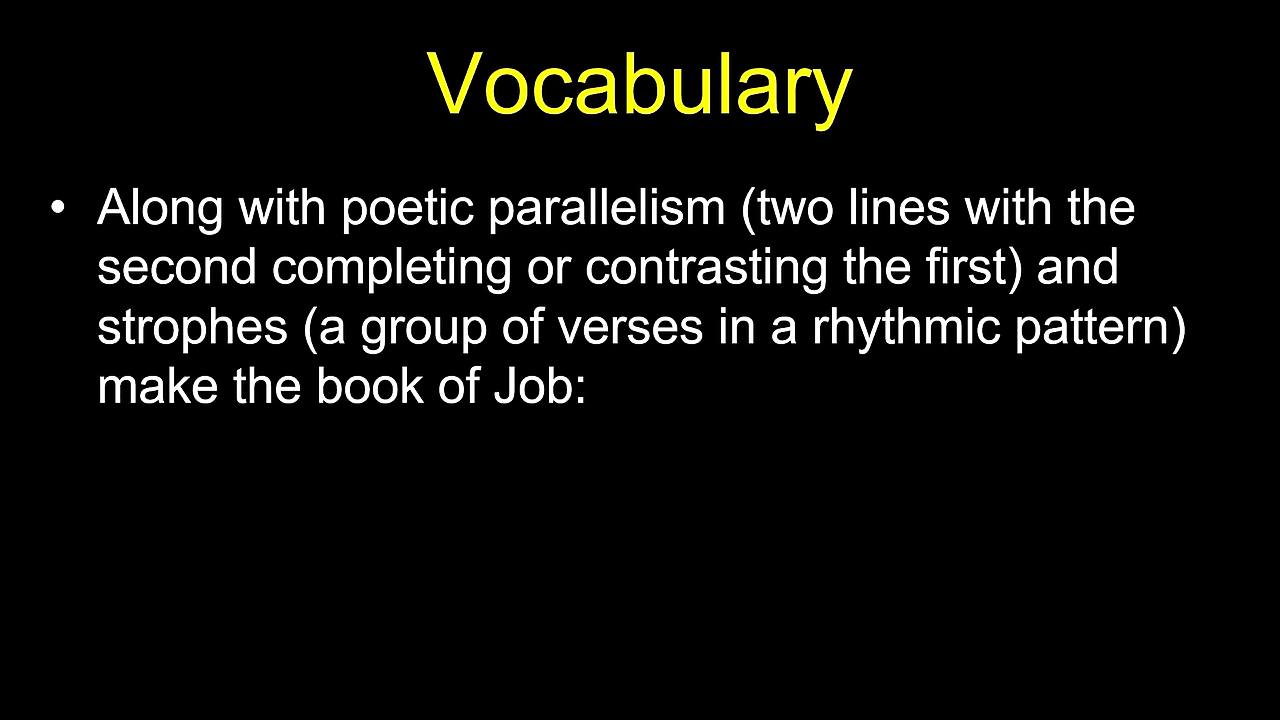 Vocabulary
• Along with poetic parallelism (two lines with the
second completing or contrasting the first) and
strophes (a group of verses in a rhythmic pattern)
make the book of Job: